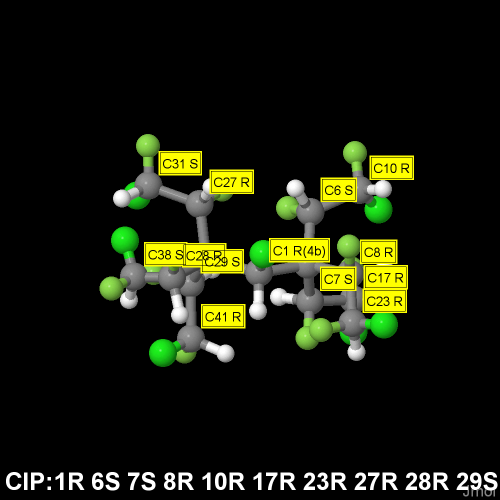 C31 S
C10 R
C27 R
C6 S
C1 R(4b)
C8 R
C38 S
C28 R
C29 S
C7 S
C17 R
C23 R
C41 R
CIP:1R 6S 7S 8R 10R 17R 23R 27R 28R 29S